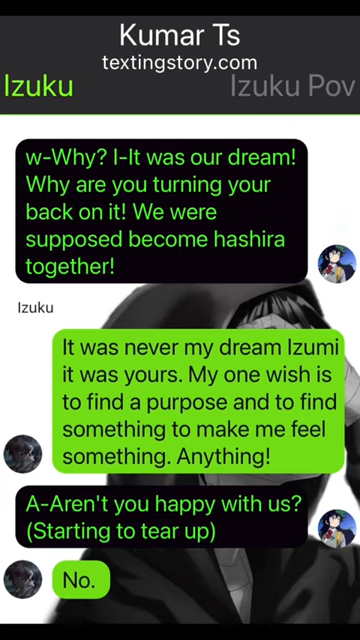 Kumar Ts
textingstory.com
Izuku
Izuku Pov
w-Why? I-It was our dream!
Why are you turning your
back on it! We were
supposed become hashira
together!
Izuku
It was never my dream Izumi
it was yours. My one wish is
to find a purpose and to find
something to make me feel
something. Anything!
A-Aren't you happy with us?
(Starting to tear up)
No.